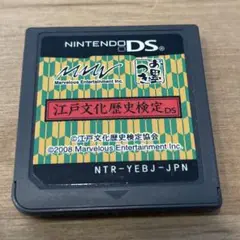 NINTENDO DS
Marvelous Entertainment Inc.
江戸文化歴史検定DS
©江戸文化歴史検定協会
©2008 Marvelous Entertainment Inc.
NTR-YEBJ-JPN